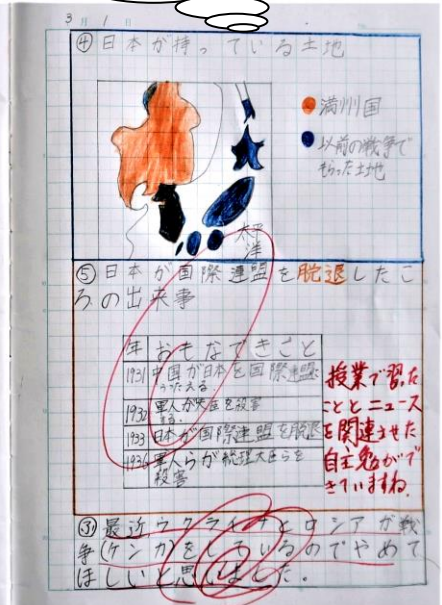 3 1
④日本が持っている土地
満州国
以前の戦争で
もらった土地
太平
洋
⑤日本が国際連盟を脱退したこ
ろの出来事
年 おもなできごと
1931 中国が日本を国際連盟に
うったえる
1932 軍人が首相を殺害
する
1933 日本が国際連盟を脱退
1936 軍人らが総理大臣らを
殺害
授業で習った
こととニュース
を関連させた
自主勉ができていますね。
③最近ウクライナとロシアが戦
争(ケンカ)をしているのでやめて
ほしいと思いました。